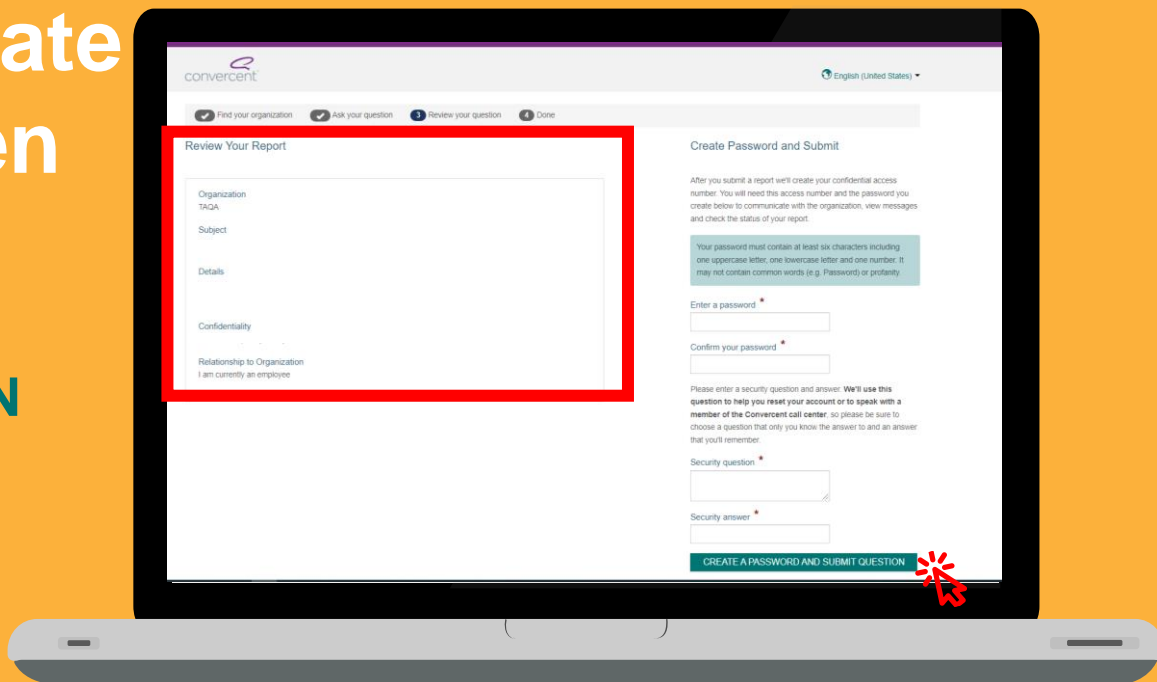 ate
en
N
convercent
English (United States)
Find your organization
Ask your question
3 Review your question
4 Done
Review Your Report
Organization
TAQA
Subject
Details
Confidentiality
Relationship to Organization
I am currently an employee
Create Password and Submit
After you submit a report we'll create your confidential access
number. You will need this access number and the password you
create below to communicate with the organization, view messages
and check the status of your report.
Your password must contain at least six characters including
one uppercase letter, one lowercase letter and one number. It
may not contain common words (e.g. Password) or profanity.
Enter a password *
Confirm your password *
Please enter a security question and answer. We'll use this
question to help you reset your account or to speak with a
member of the Convercent call center, so please be sure to
choose a question that only you know the answer to and an answer
that you'll remember.
Security question *
Security answer *
CREATE A PASSWORD AND SUBMIT QUESTION